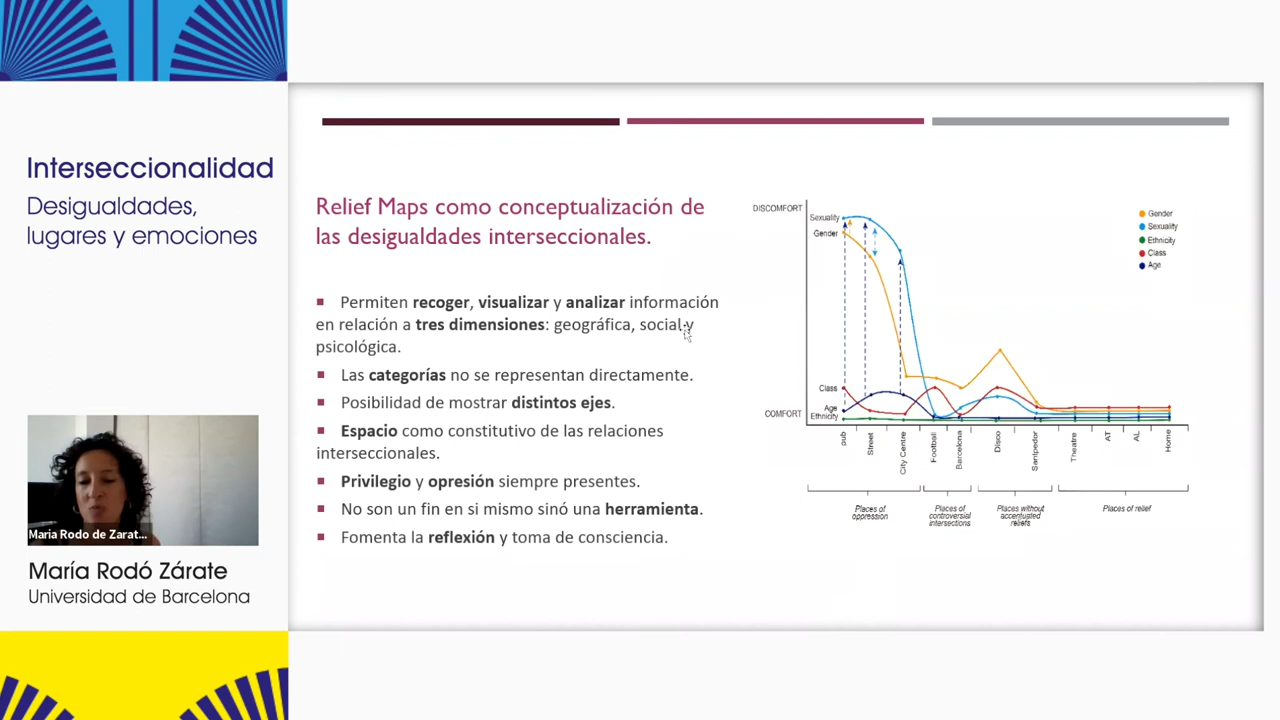 Interseccionalidad
Desigualdades,
lugares y emociones
Maria Rodo de Zarat...
María Rodó Zárate
Universidad de Barcelona
Relief Maps como conceptualización de
las desigualdades interseccionales.
Permiten recoger, visualizar y analizar información
en relación a tres dimensiones: geográfica, social y
psicológica.
Las categorías no se representan directamente.
Posibilidad de mostrar distintos ejes.
Espacio como constitutivo de las relaciones
interseccionales.
Privilegio y opresión siempre presentes.
No son un fin en si mismo sinó una herramienta.
Fomenta la reflexión y toma de consciencia.
DISCOMFORT
Sexuality
Gender
Class
Age
Ethnicity
COMFORT
Gender
Sexuality
Ethnicity
Class
Age
pub
Street
City Centre
Football
Barcelona
Disco
Santpedor
Theatre
AT
AL
Home
Places of
oppression
Places of
controversial
intersections
Places without
accentuated
reliefs
Places of relief